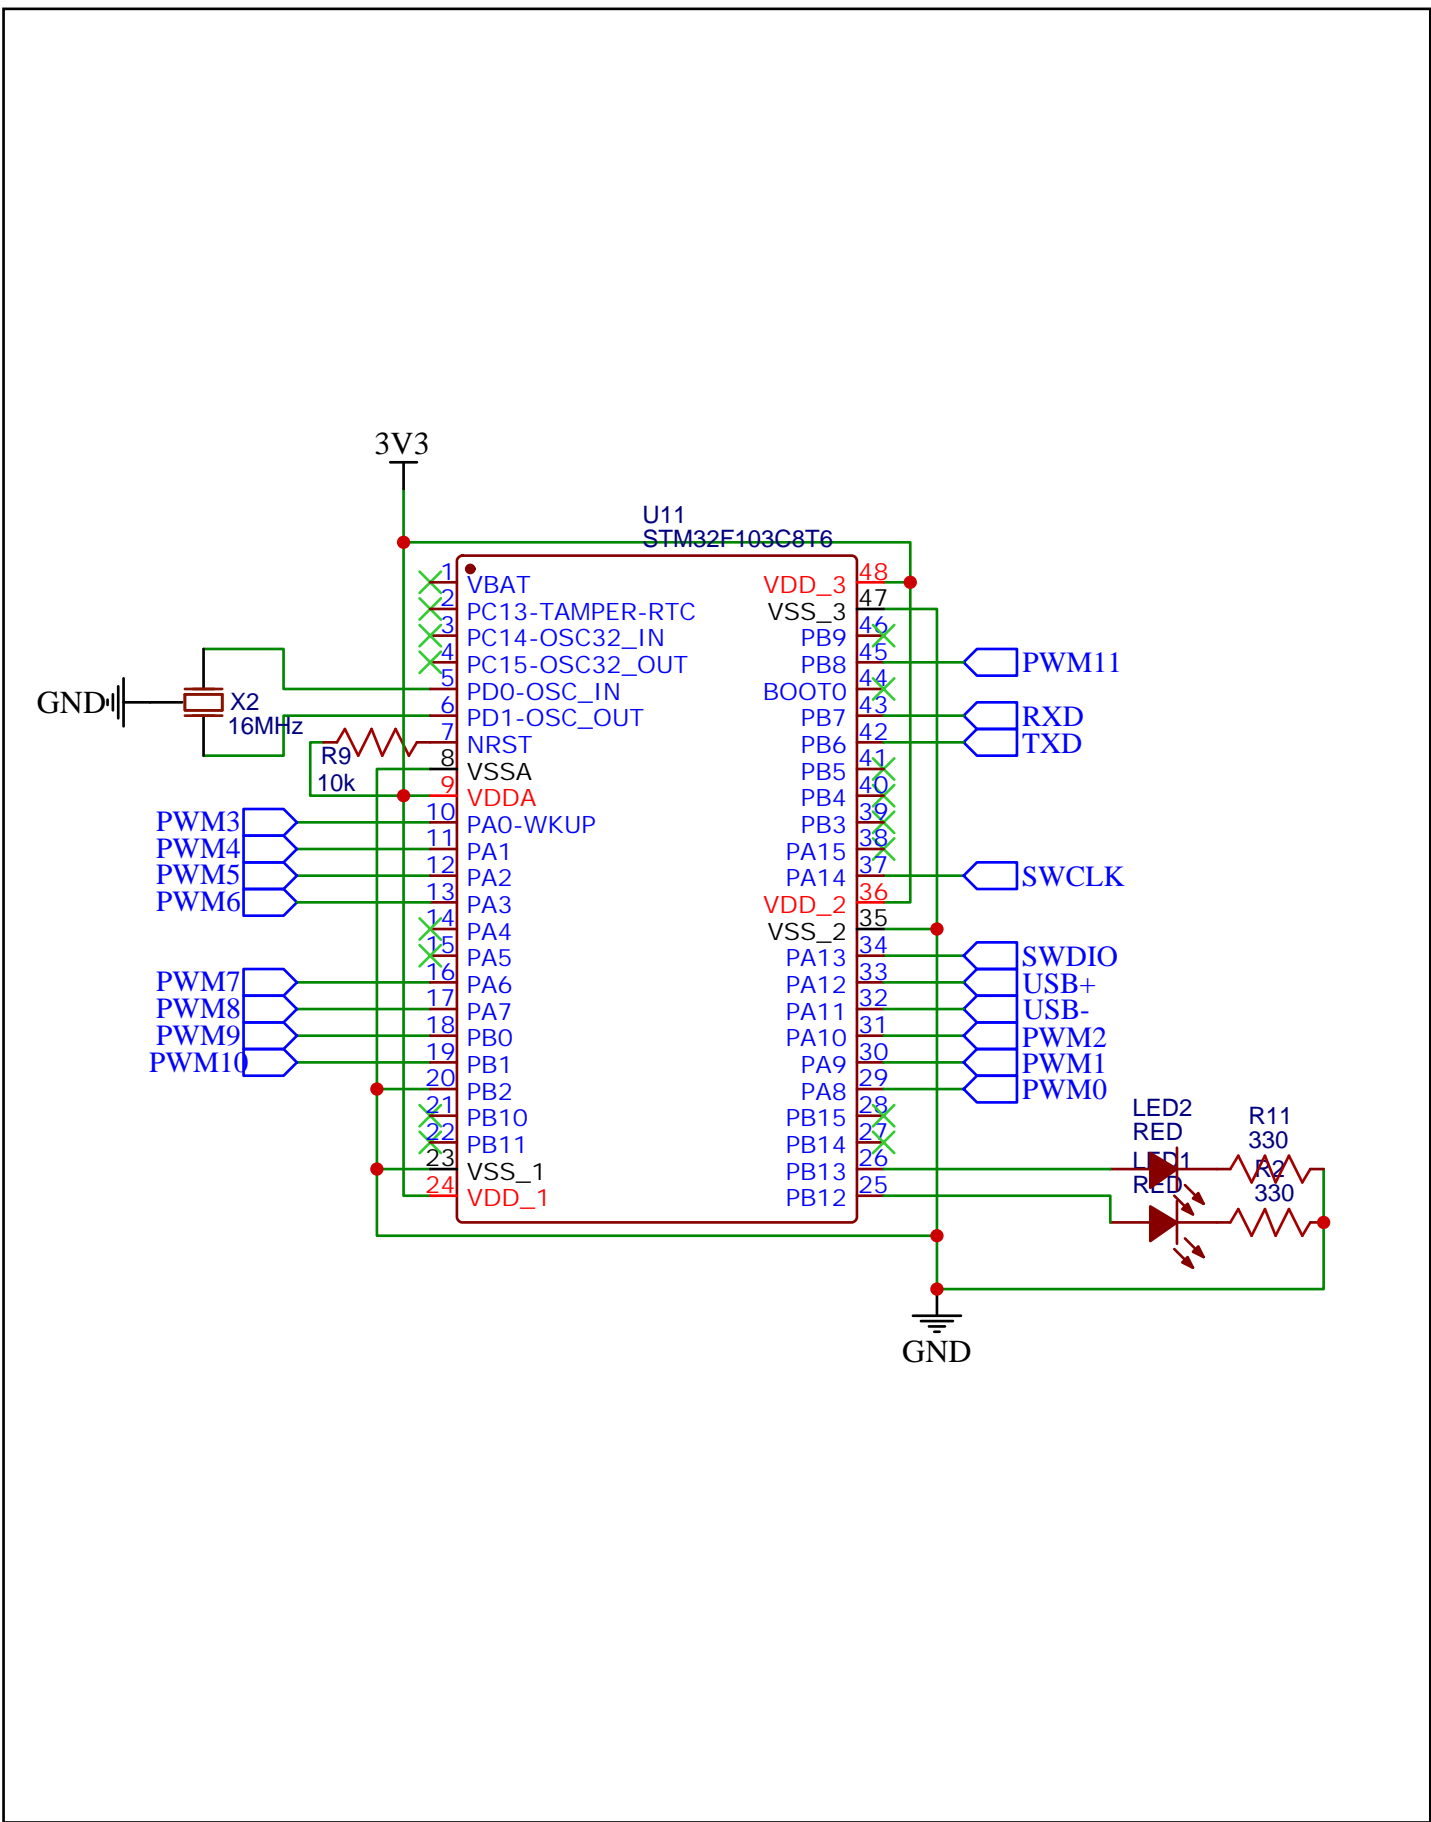 3V3
U11
STM32F103C8T6
1
VBAT
2
PC13-TAMPER-RTC
3
PC14-OSC32_IN
4
PC15-OSC32_OUT
5
PD0-OSC_IN
6
PD1-OSC_OUT
7
NRST
8
VSSA
9
VDDA
10
PA0-WKUP
11
PA1
12
PA2
13
PA3
14
PA4
15
PA5
16
PA6
17
PA7
18
PB0
19
PB1
20
PB2
21
PB10
22
PB11
23
VSS_1
24
VDD_1
48
VDD_3
47
VSS_3
46
PB9
45
PB8
44
BOOT0
43
PB7
42
PB6
41
PB5
40
PB4
39
PB3
38
PA15
37
PA14
36
VDD_2
35
VSS_2
34
PA13
33
PA12
32
PA11
31
PA10
30
PA9
29
PA8
28
PB15
27
PB14
26
PB13
25
PB12
GND
X2
16MHz
R9
10k
PWM3
PWM4
PWM5
PWM6
PWM7
PWM8
PWM9
PWM10
PWM11
RXD
TXD
SWCLK
SWDIO
USB+
USB-
PWM2
PWM1
PWM0
LED2
RED
LED1
RED
R11
330
R2
330
GND